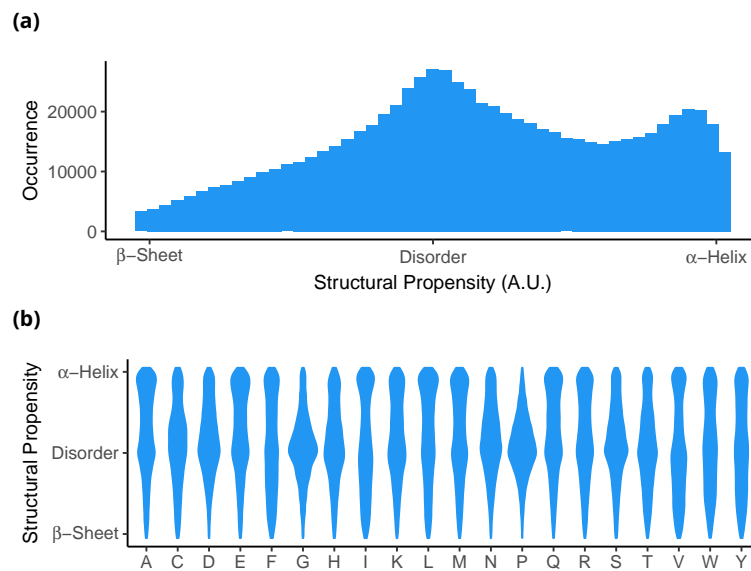 (a)
Occurrence
20000
10000
0
β−Sheet Disorder α−Helix
Structural Propensity (A.U.)
(b)
Structural Propensity
α−Helix
Disorder
β−Sheet
A C D E F G H I K L M N P Q R S T V W Y